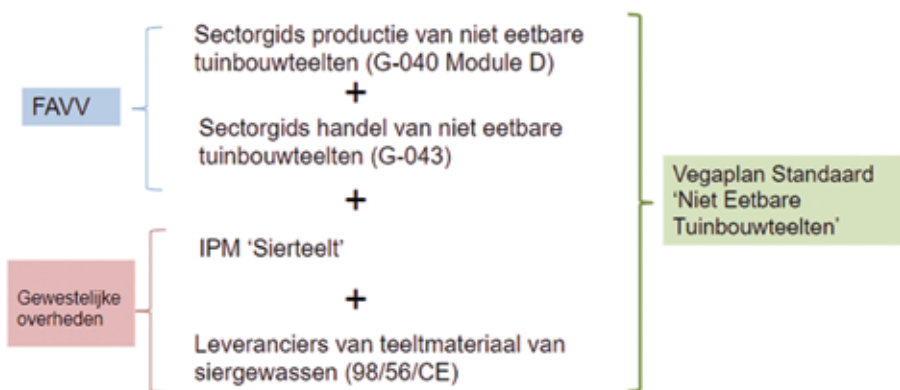 Sectorgids productie van niet eetbare
tuinbouwteelten (G-040 Module D)
+
FAVV
Sectorgids handel van niet eetbare
tuinbouwteelten (G-043)
+
Vegaplan Standaard
‘Niet Eetbare
Tuinbouwteelten’
IPM ‘Sierteelt’
+
Gewestelijke
overheden
Leveranciers van teeltmateriaal van
siergewassen (98/56/CE)